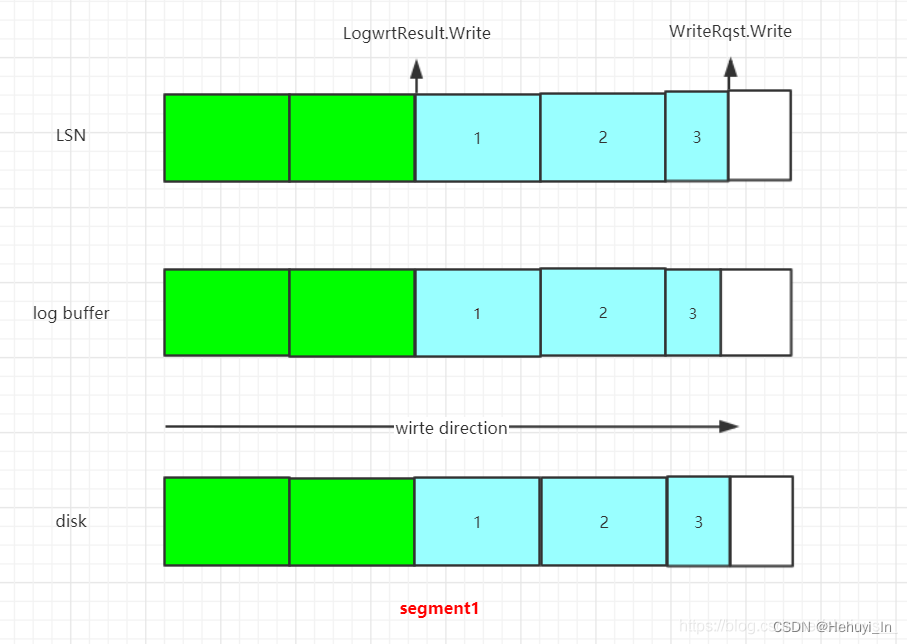 LogwrtResult.Write
WriteRqst.Write
LSN
1
2
3
log buffer
1
2
3
wirte direction
disk
1
2
3
segment1
https://blog.cs
CSDN @Hehuyi_In